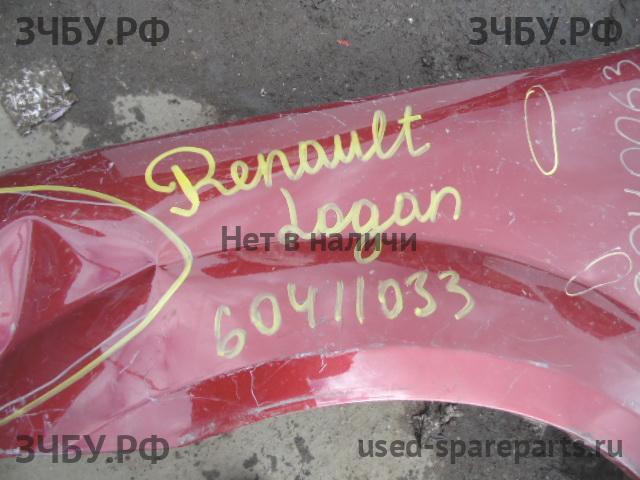 ЗЧБУ.РФ
ЗЧБУ.РФ
Renault
Logan
Нет в наличии
60411033
ЗЧБУ.РФ
used-spareparts.ru